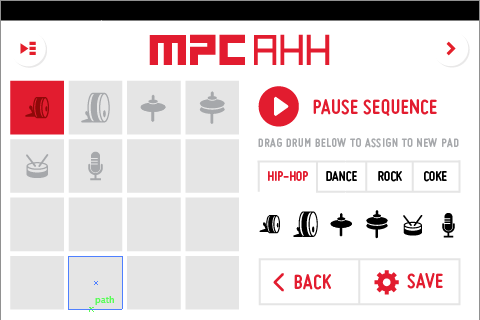 MPC AHH
PAUSE SEQUENCE
DRAG DRUM BELOW TO ASSIGN TO NEW PAD
HIP-HOP DANCE ROCK COKE
BACK SAVE
path